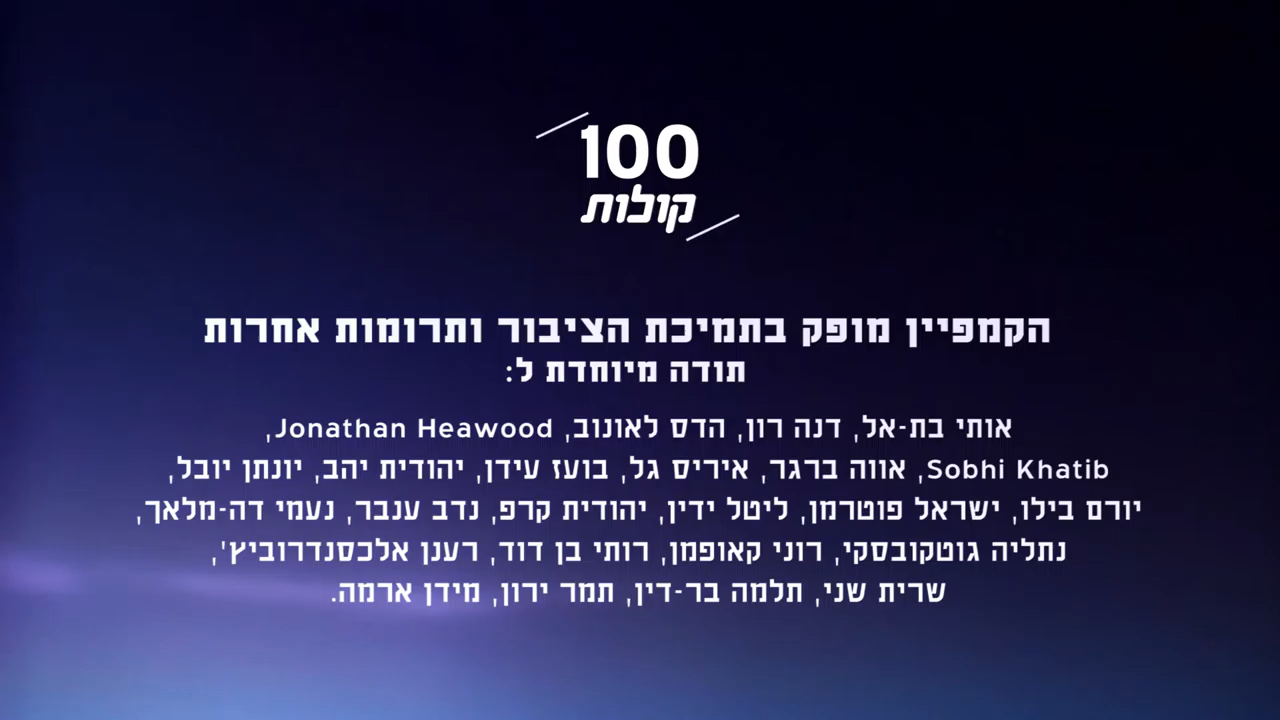 100
קולות
הקמפיין מופק בתמיכת הציבור ותרומות אחרות
תודה מיוחדת ל:
אותי בת-אל, דנה רון, הדס לאונוב, Jonathan Heawood,
Sobhi Khatib, אווה ברגר, איריס גל, בועז עידן, יהודית יהב, יונתן יובל,
יורם בילו, ישראל פוטרמן, ליטל ידין, יהודית קרפ, נדב ענבר, נעמי דה-מלאך,
נתליה גוטקובסקי, רוני קאופמן, רותי בן דוד, רענן אלכסנדרוביץ',
שרית שני, תלמה בר-דין, תמר ירון, מידן ארמה.